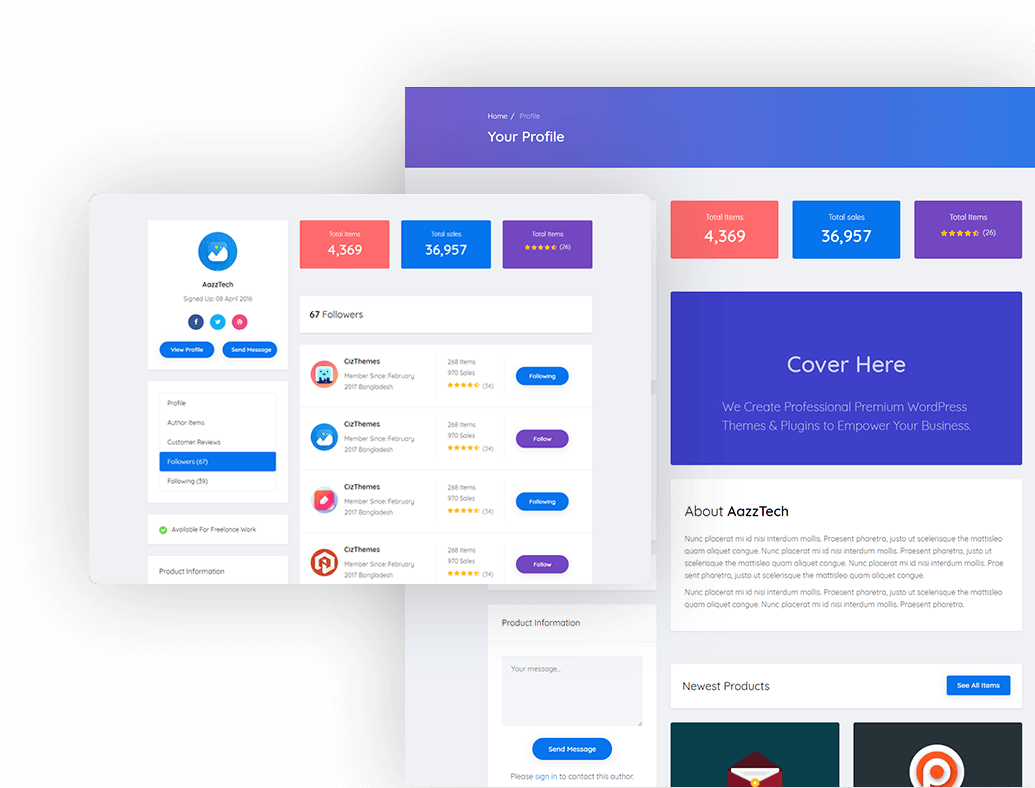 Home / Profile
Your Profile
Total Items
4,369
Total sales
36,957
Total Items
(26)
Cover Here
We Create Professional Premium WordPress
Themes & Plugins to Empower Your Business.
About AazzTech
Nunc placerat mi id nisi interdum mollis. Praesent pharetra, justo ut scelerisque the mattisleo
quam aliquet congue. Nunc placerat mi id nisi interdum mollis. Praesent pharetra, justo ut
scelerisque the mattisleo quam aliquet congue. Nunc placerat mi id nisi interdum mollis. Prae
sent pharetra, justo ut scelerisque the mattisleo quam aliquet congue.
Nunc placerat mi id nisi interdum mollis. Praesent pharetra, justo ut scelerisque the mattisleo
quam aliquet congue. Nunc placerat mi id nisi interdum mollis. Praesent pharetra.
Newest Products
See All Items
Product Information
Your message...
Send Message
Please sign in to contact this author.
AazzTech
Signed Up: 08 April 2016
View Profile
Send Message
Profile
Author Items
Customer Reviews
Followers (67)
Following (39)
Available For Freelance Work
Product Information
Total Items
4,369
Total sales
36,957
Total Items
(26)
67 Followers
CizThemes
Member Since: February
2017 Bangladesh
268 Items
970 Sales
(34)
Following
CizThemes
Member Since: February
2017 Bangladesh
268 Items
970 Sales
(34)
Follow
CizThemes
Member Since: February
2017 Bangladesh
268 Items
970 Sales
(34)
Following
CizThemes
Member Since: February
2017 Bangladesh
268 Items
970 Sales
(34)
Follow